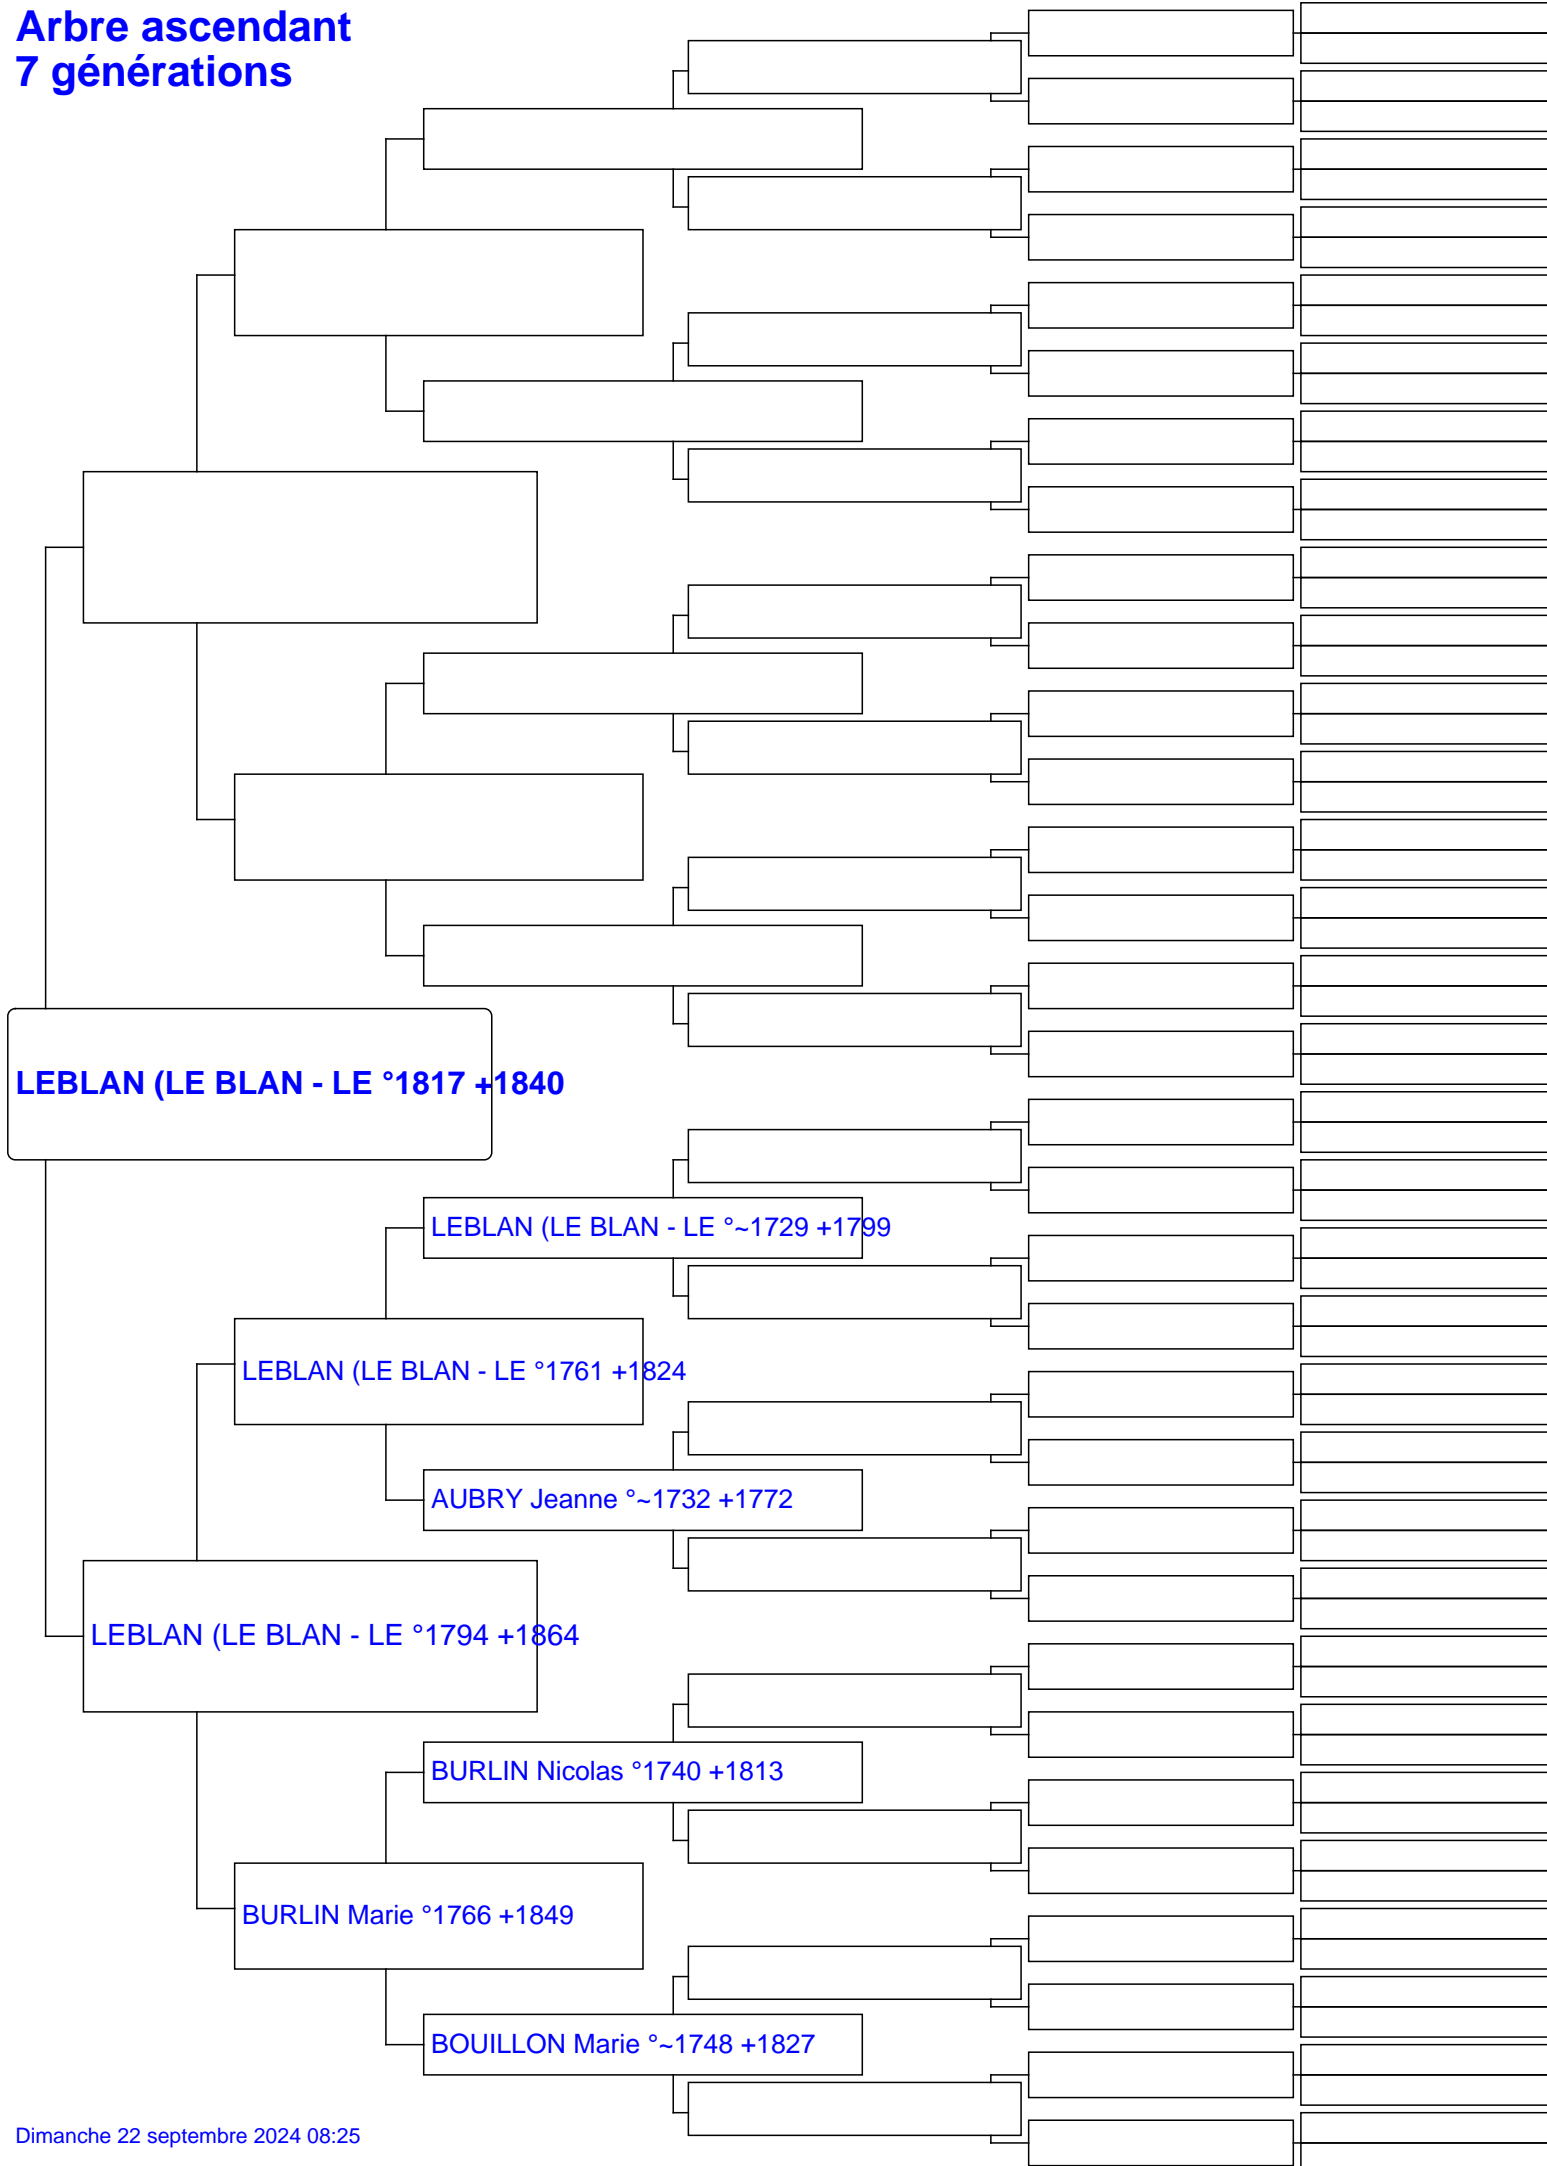 Arbre ascendant
7 générations
LEBLAN (LE BLAN - LE °1817 +1840
LEBLAN (LE BLAN - LE °~1729 +1799
LEBLAN (LE BLAN - LE °1761 +1824
AUBRY Jeanne °~1732 +1772
LEBLAN (LE BLAN - LE °1794 +1864
BURLIN Nicolas °1740 +1813
BURLIN Marie °1766 +1849
BOUILLON Marie °~1748 +1827
Dimanche 22 septembre 2024 08:25